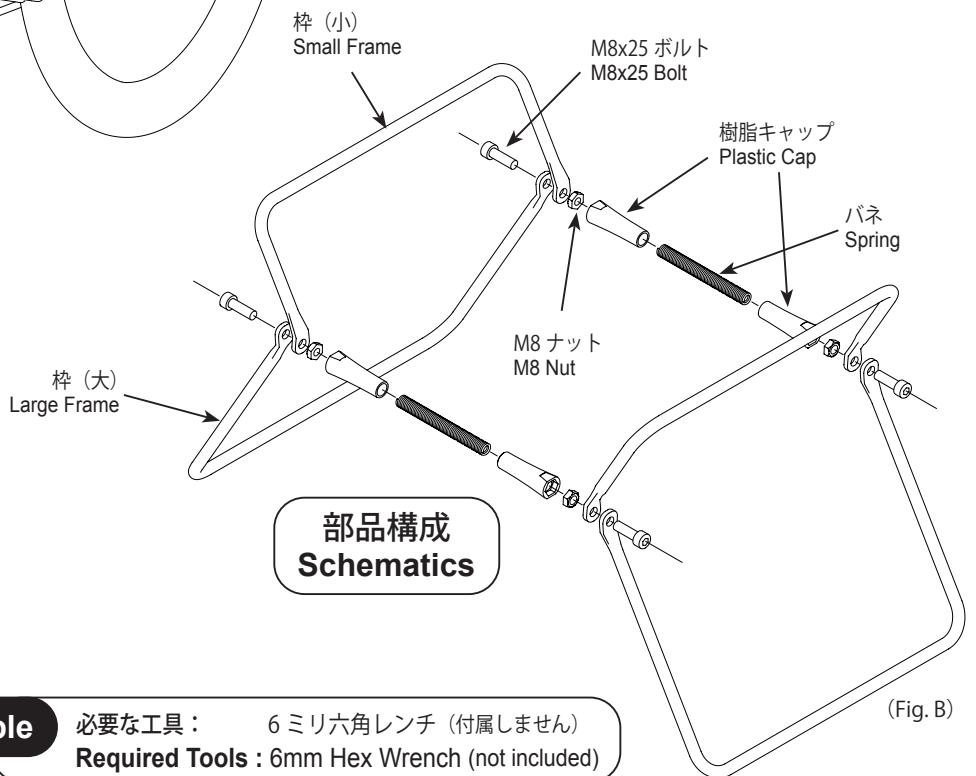 枠（小）
Small Frame
M8x25 ボルト
M8x25 Bolt
樹脂キャップ
Plastic Cap
バネ
Spring
M8 ナット
M8 Nut
枠（大）
Large Frame
部品構成
Schematics
(Fig. B)
必要な工具： 6 ミリ六角レンチ（付属しません）
Required Tools : 6mm Hex Wrench (not included)